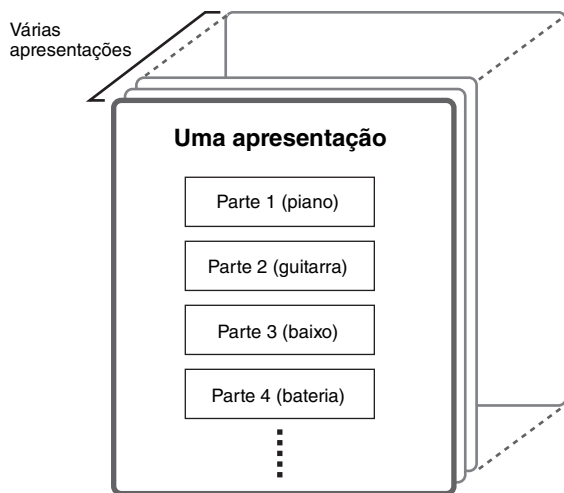 Várias
apresentações
Uma apresentação
Parte 1 (piano)
Parte 2 (guitarra)
Parte 3 (baixo)
Parte 4 (bateria)